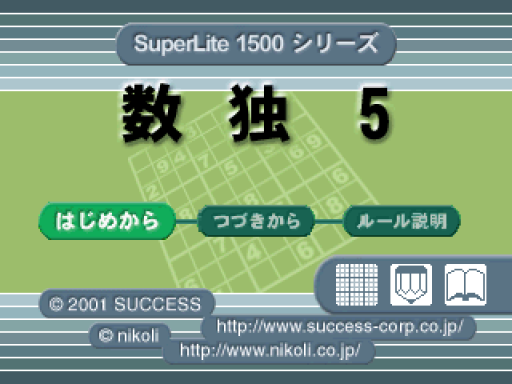 SuperLite 1500 シリーズ
数独 5
はじめから
つづきから
ルール説明
© 2001 SUCCESS
http://www.success-corp.co.jp/
© nikoli
http://www.nikoli.co.jp/